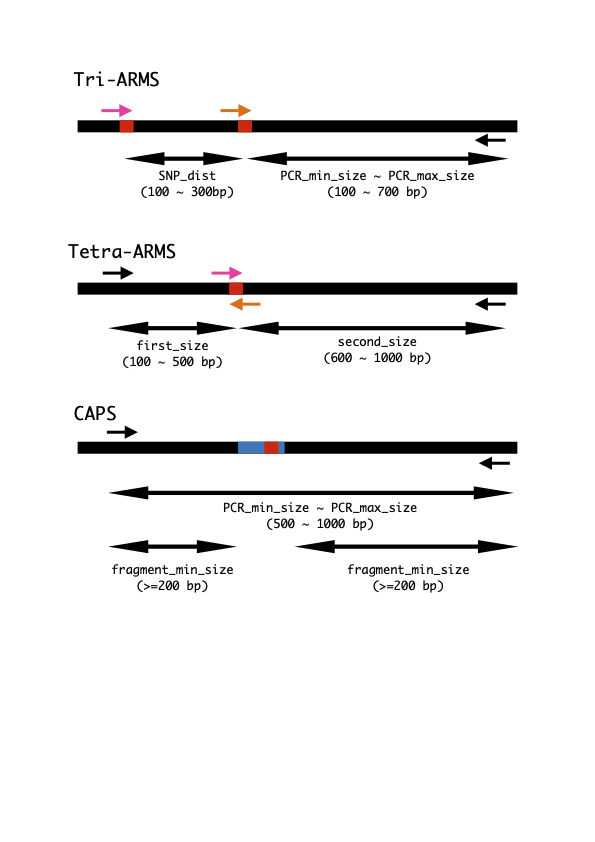 Tri-ARMS
SNP_dist
(100 ~ 300bp)
PCR_min_size ~ PCR_max_size
(100 ~ 700 bp)
Tetra-ARMS
first_size
(100 ~ 500 bp)
second_size
(600 ~ 1000 bp)
CAPS
PCR_min_size ~ PCR_max_size
(500 ~ 1000 bp)
fragment_min_size
(>=200 bp)
fragment_min_size
(>=200 bp)